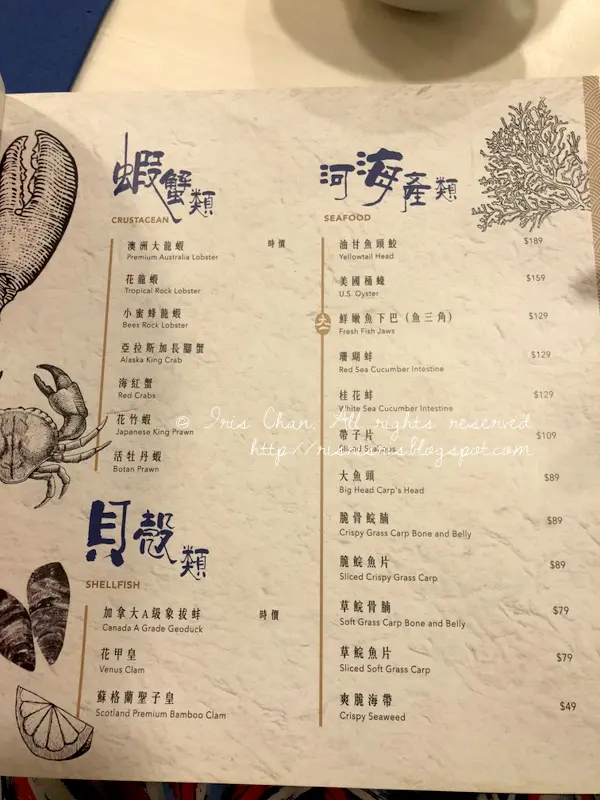 蝦蟹類
CRUSTACEAN
澳洲大龍蝦 時價
Premium Australia Lobster
花龍蝦
Tropical Rock Lobster
小蜜蜂龍蝦
Bees Rock Lobster
亞拉斯加長腳蟹
Alaska King Crab
海紅蟹
Red Crabs
花竹蝦
Japanese King Prawn
活牡丹蝦
Botan Prawn
貝殼類
SHELLFISH
加拿大A級象拔蚌 時價
Canada A Grade Geoduck
花甲皇
Venus Clam
蘇格蘭聖子皇
Scotland Premium Bamboo Clam
河海產類
SEAFOOD
油甘魚頭鮫 $189
Yellowtail Head
美國桶蠔 $159
U.S. Oyster
鮮嫩魚下巴(魚三角) $129
Fresh Fish Jaws
珊瑚蚌 $129
Red Sea Cucumber Intestine
桂花蚌 $129
White Sea Cucumber Intestine
帶子片 $109
大魚頭 $89
Big Head Carp's Head
脆骨鯇腩 $89
Crispy Grass Carp Bone and Belly
脆鯇魚片 $89
Sliced Crispy Grass Carp
草鯇骨腩 $79
Soft Grass Carp Bone and Belly
草鯇魚片 $79
Sliced Soft Grass Carp
爽脆海帶 $49
Crispy Seaweed
© Iris Chan. All rights reserved